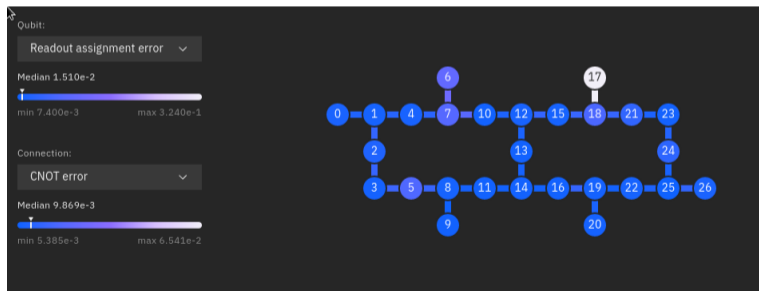 Qubit:
Readout assignment error
Median 1.510e-2
min 7.400e-3 max 3.240e-1
Connection:
CNOT error
Median 9.869e-3
min 5.385e-3 max 6.541e-2
6 17
0 1 4 7 10 12 15 18 21 23
2 13 24
3 5 8 11 14 16 19 22 25 26
9 20